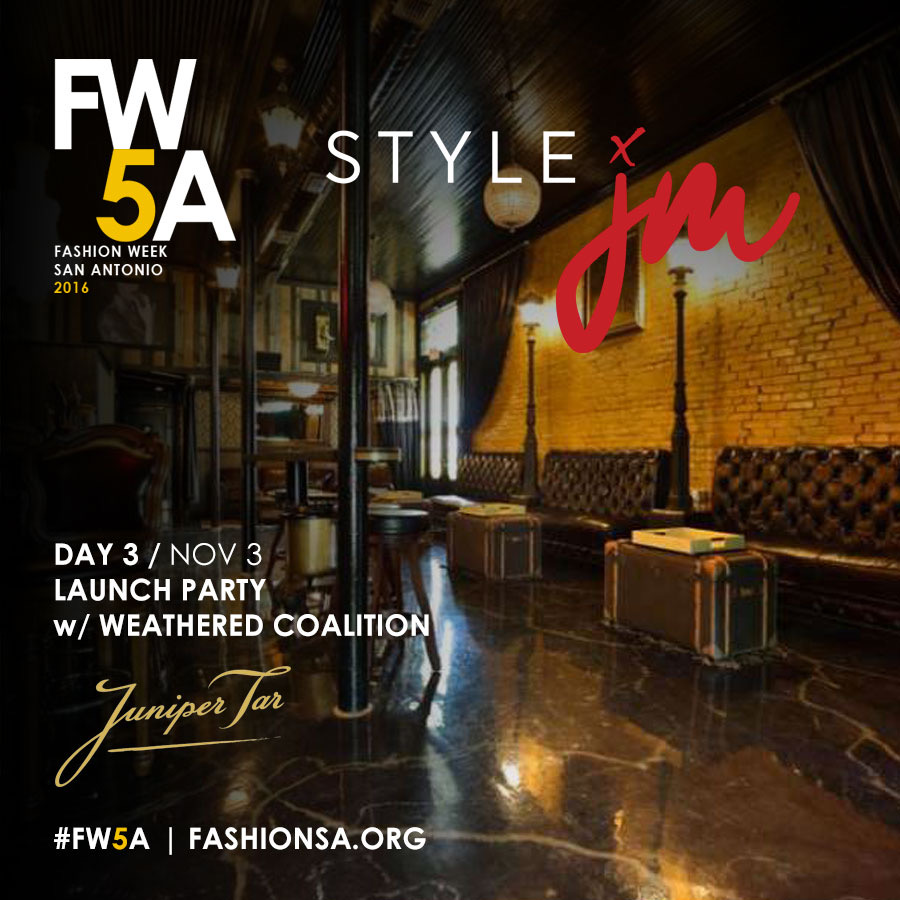 FW
5A
FASHION WEEK
SAN ANTONIO
2016
STYLE x
jm
DAY 3 / NOV 3
LAUNCH PARTY
w/ WEATHERED COALITION
Juniper Tar
#FW5A | FASHIONSA.ORG